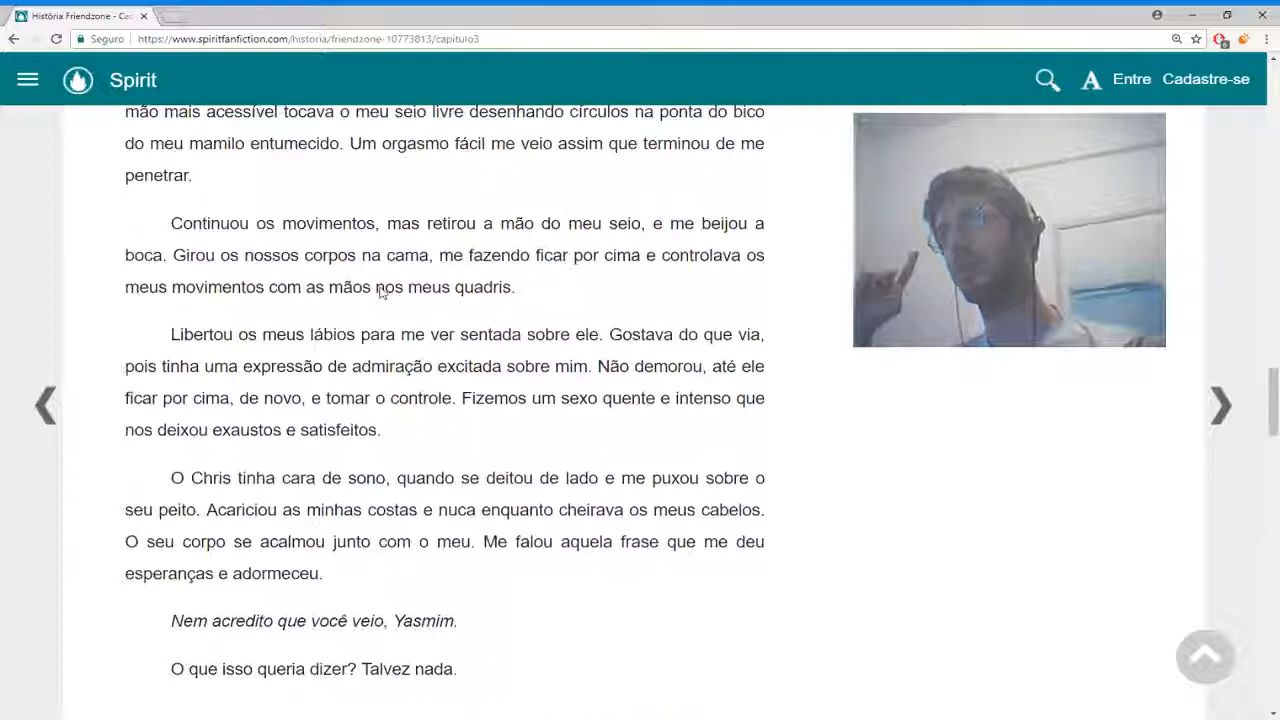 História Friendzone - Ca
Seguro
https://www.spiritfanfiction.com/historia/friendzone-10773813/capitulo3
Spirit
A Entre Cadastre-se
mão mais acessível tocava o meu seio livre desenhando círculos na ponta do bico
do meu mamilo entumecido. Um orgasmo fácil me veio assim que terminou de me
penetrar.
Continuou os movimentos, mas retirou a mão do meu seio, e me beijou a
boca. Girou os nossos corpos na cama, me fazendo ficar por cima e controlava os
meus movimentos com as mãos nos meus quadris.
Libertou os meus lábios para me ver sentada sobre ele. Gostava do que via,
pois tinha uma expressão de admiração excitada sobre mim. Não demorou, até ele
ficar por cima, de novo, e tomar o controle. Fizemos um sexo quente e intenso que
nos deixou exaustos e satisfeitos.
O Chris tinha cara de sono, quando se deitou de lado e me puxou sobre o
seu peito. Acariciou as minhas costas e nuca enquanto cheirava os meus cabelos.
O seu corpo se acalmou junto com o meu. Me falou aquela frase que me deu
esperanças e adormeceu.
Nem acredito que você veio, Yasmim.
O que isso queria dizer? Talvez nada.